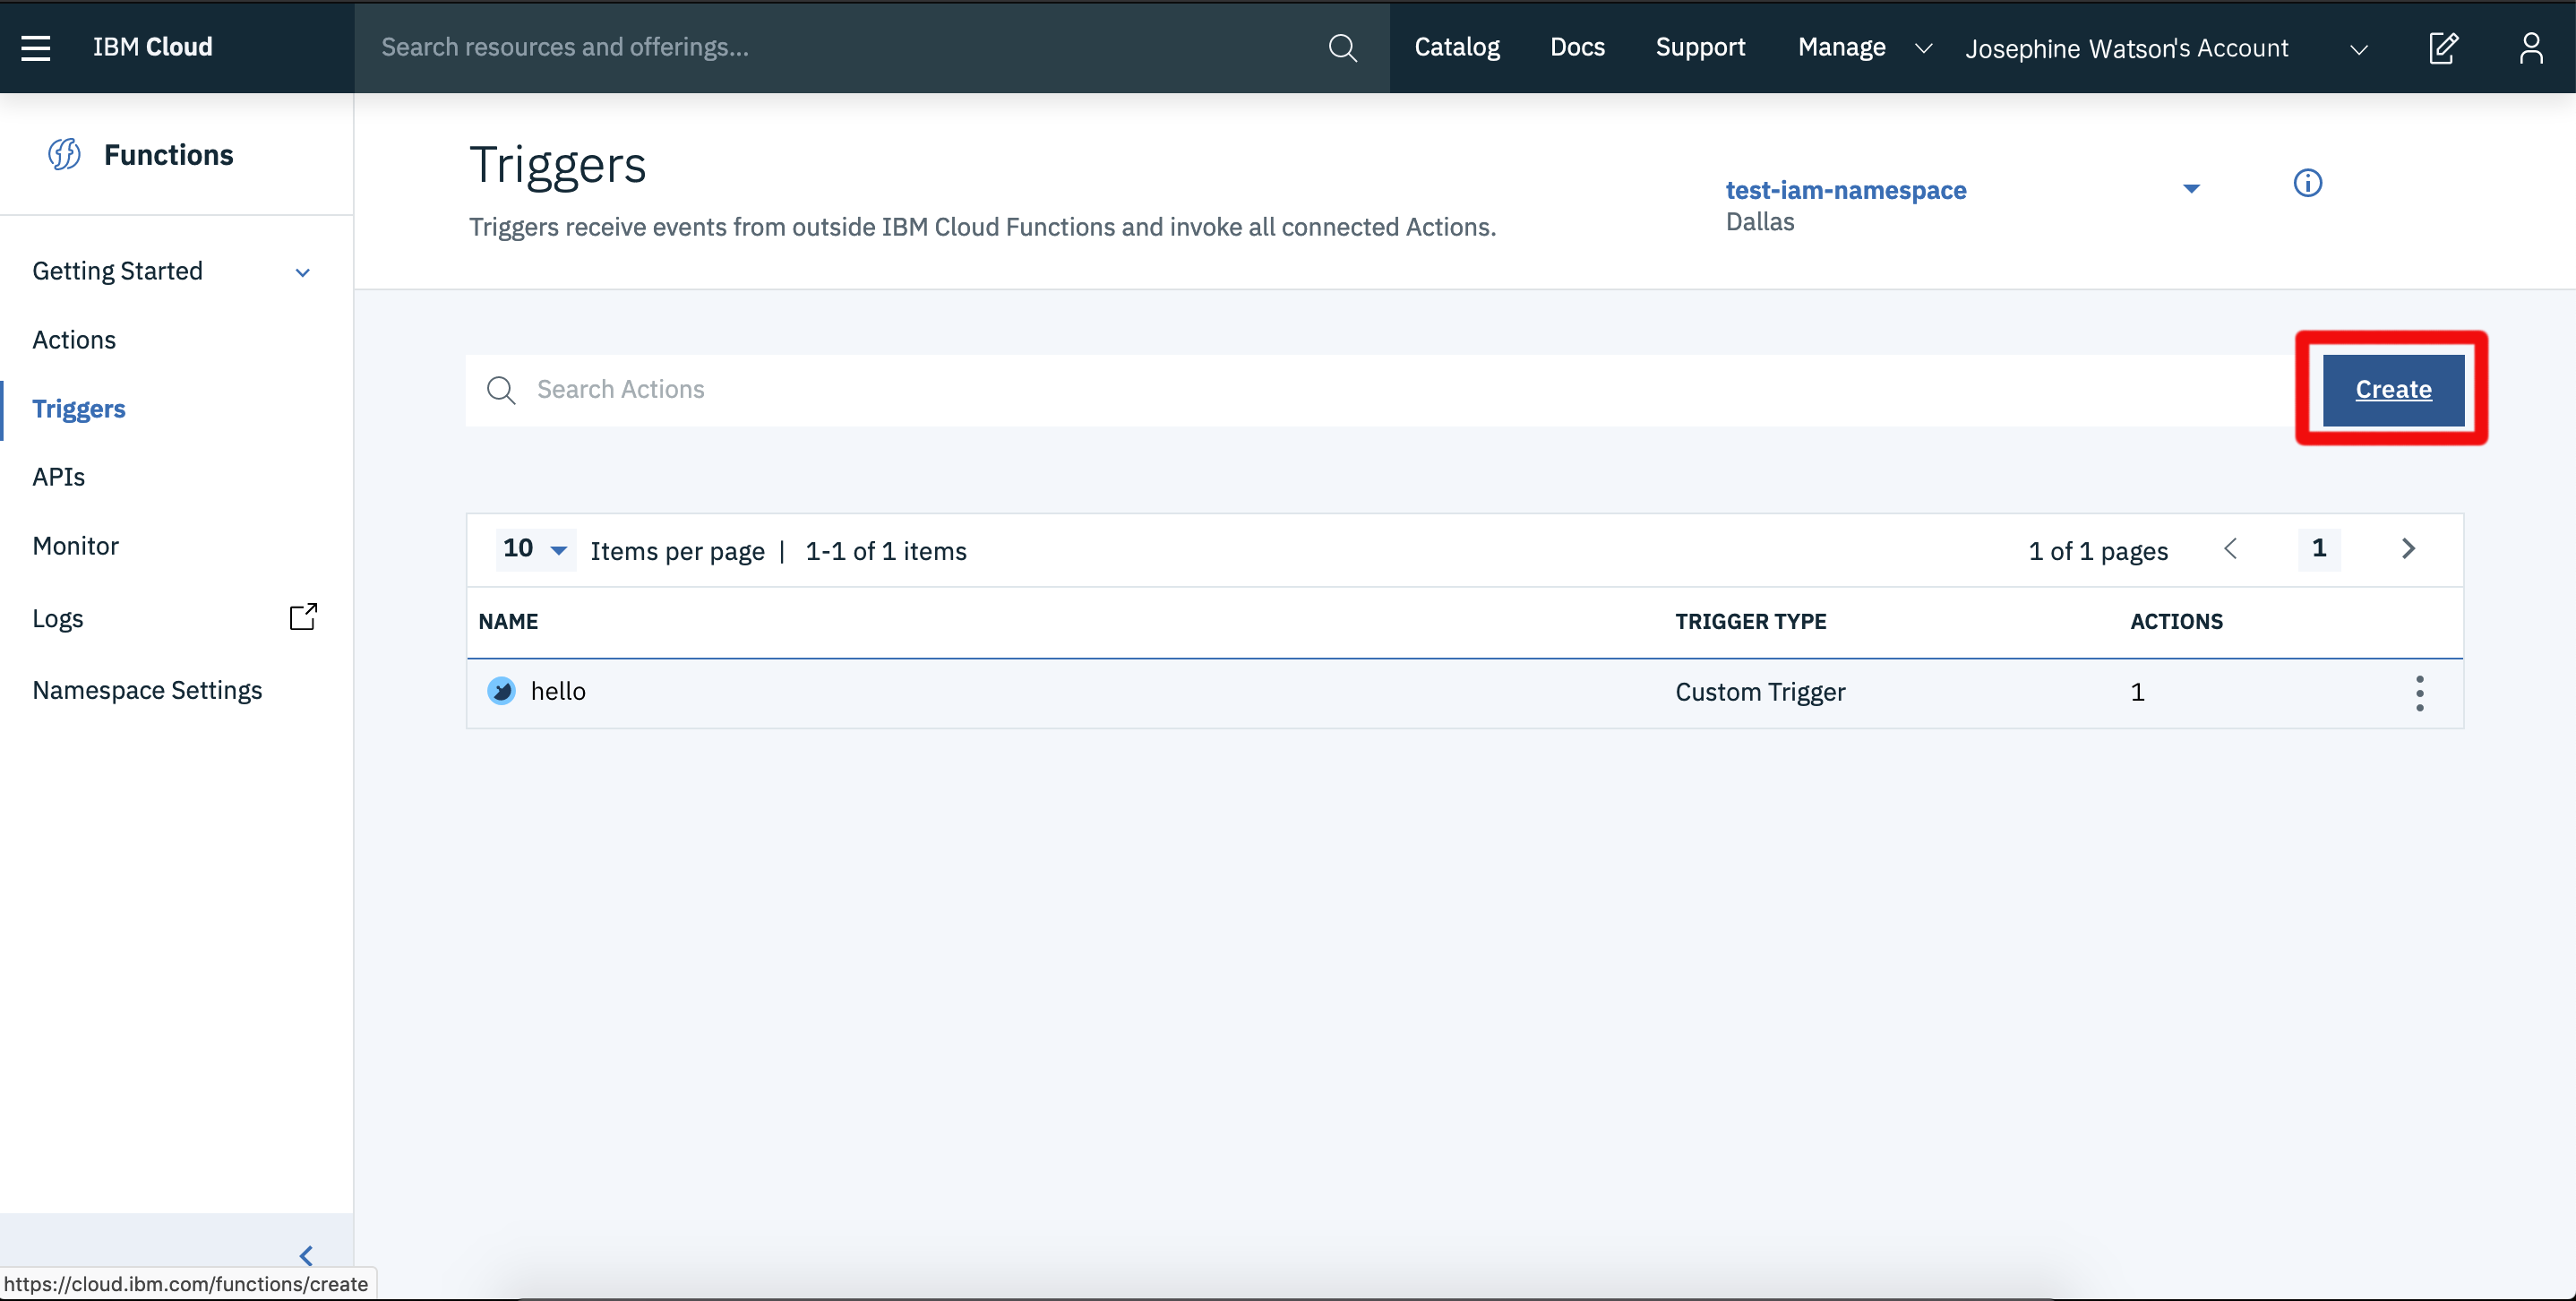 IBM Cloud
Search resources and offerings...
Catalog
Docs
Support
Manage
Josephine Watson's Account
Functions
Getting Started
Actions
Triggers
APIs
Monitor
Logs
Namespace Settings
Triggers
Triggers receive events from outside IBM Cloud Functions and invoke all connected Actions.
test-iam-namespace
Dallas
Search Actions
Create
10 Items per page | 1-1 of 1 items
1 of 1 pages
1
NAME TRIGGER TYPE ACTIONS
hello Custom Trigger 1
https://cloud.ibm.com/functions/create